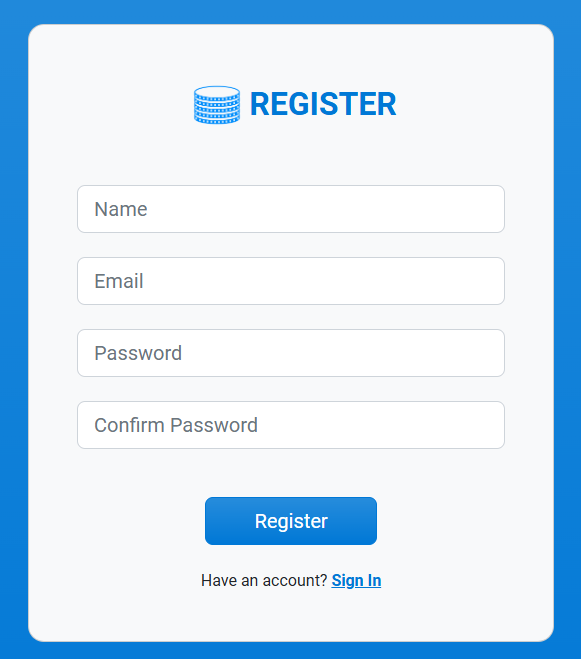 REGISTER
Name
Email
Password
Confirm Password
Register
Have an account? Sign In